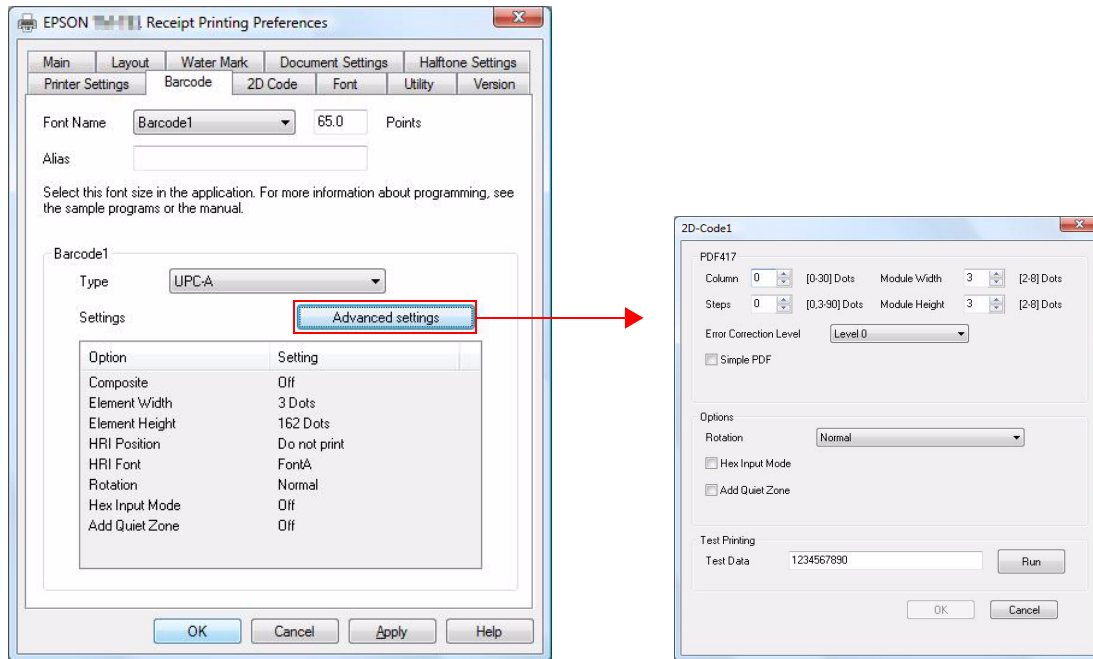 EPSON Receipt Printing Preferences
Main Layout Water Mark Document Settings Halftone Settings
Printer Settings Barcode 2D Code Font Utility Version
Font Name Barcode1 65.0 Points
Alias
Select this font size in the application. For more information about programming, see
the sample programs or the manual.
Barcode1
Type UPC-A
Settings Advanced settings
Option Setting
Composite Off
Element Width 3 Dots
Element Height 162 Dots
HRI Position Do not print
HRI Font FontA
Rotation Normal
Hex Input Mode Off
Add Quiet Zone Off
OK Cancel Apply Help
2D-Code1
PDF417
Column 0 [0-30] Dots Module Width 3 [2-8] Dots
Steps 0 [0,3-90] Dots Module Height 3 [2-8] Dots
Error Correction Level Level 0
Simple PDF
Options
Rotation Normal
Hex Input Mode
Add Quiet Zone
Test Printing
Test Data 1234567890 Run
OK Cancel